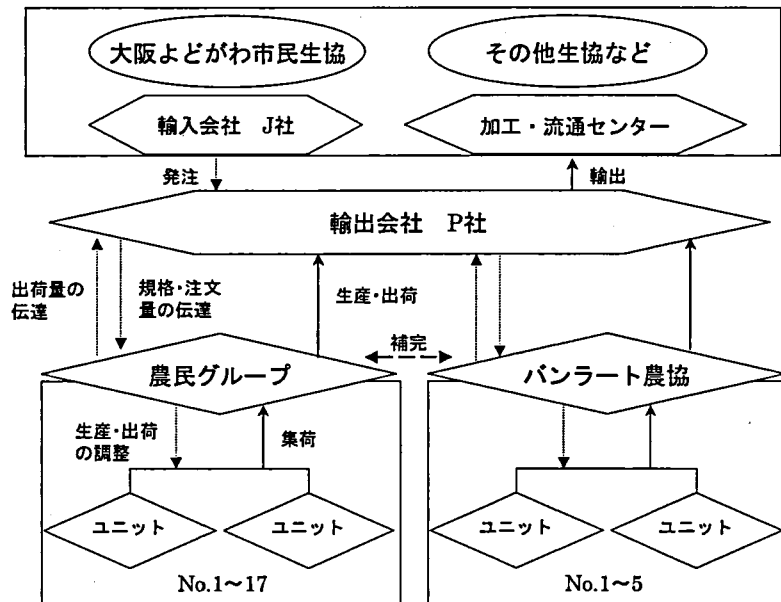 大阪よどがわ市民生協
その他生協など
輸入会社　J社
加工・流通センター
発注
輸出
輸出会社　P社
出荷量の
伝達
規格・注文
量の伝達
生産・出荷
補完
農民グループ
バンラート農協
生産・出荷
の調整
集荷
ユニット
ユニット
ユニット
ユニット
No.1～17
No.1～5